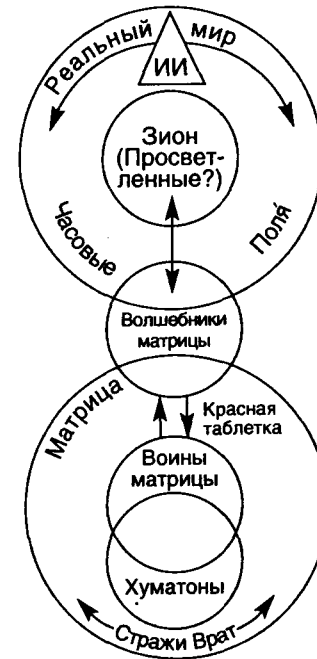 Реальный мир
ИИ
Зион
(Просвет-
ленные?)
Часовые
Поля
Волшебники
матрицы
Матрица
Красная
таблетка
Воины
матрицы
Хуматоны
Стражи Врат